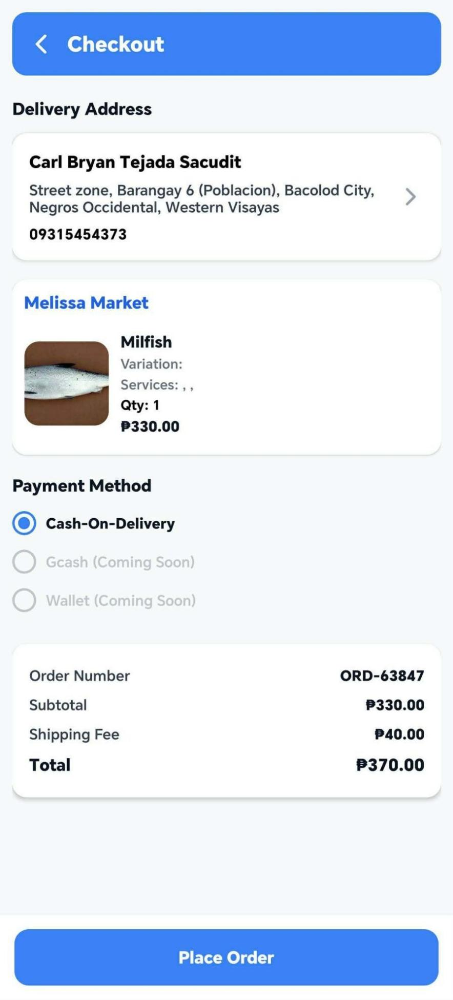 Checkout
Delivery Address
Carl Bryan Tejada Sacudit
Street zone, Barangay 6 (Poblacion), Bacolod City,
Negros Occidental, Western Visayas
09315454373
Melissa Market
Milfish
Variation:
Services: , ,
Qty: 1
₱330.00
Payment Method
Cash-On-Delivery
Gcash (Coming Soon)
Wallet (Coming Soon)
Order Number ORD-63847
Subtotal ₱330.00
Shipping Fee ₱40.00
Total ₱370.00
Place Order